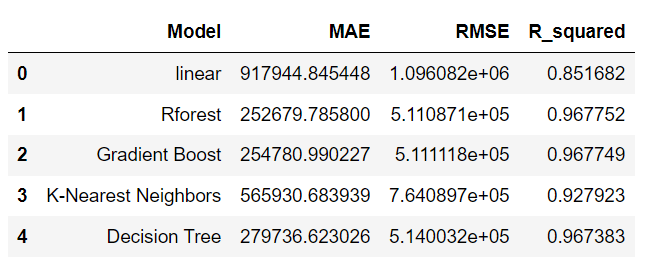 Model MAE RMSE R_squared
0 linear 917944.845448 1.096082e+06 0.851682
1 Rforest 252679.785800 5.110871e+05 0.967752
2 Gradient Boost 254780.990227 5.111118e+05 0.967749
3 K-Nearest Neighbors 565930.683939 7.640897e+05 0.927923
4 Decision Tree 279736.623026 5.140032e+05 0.967383